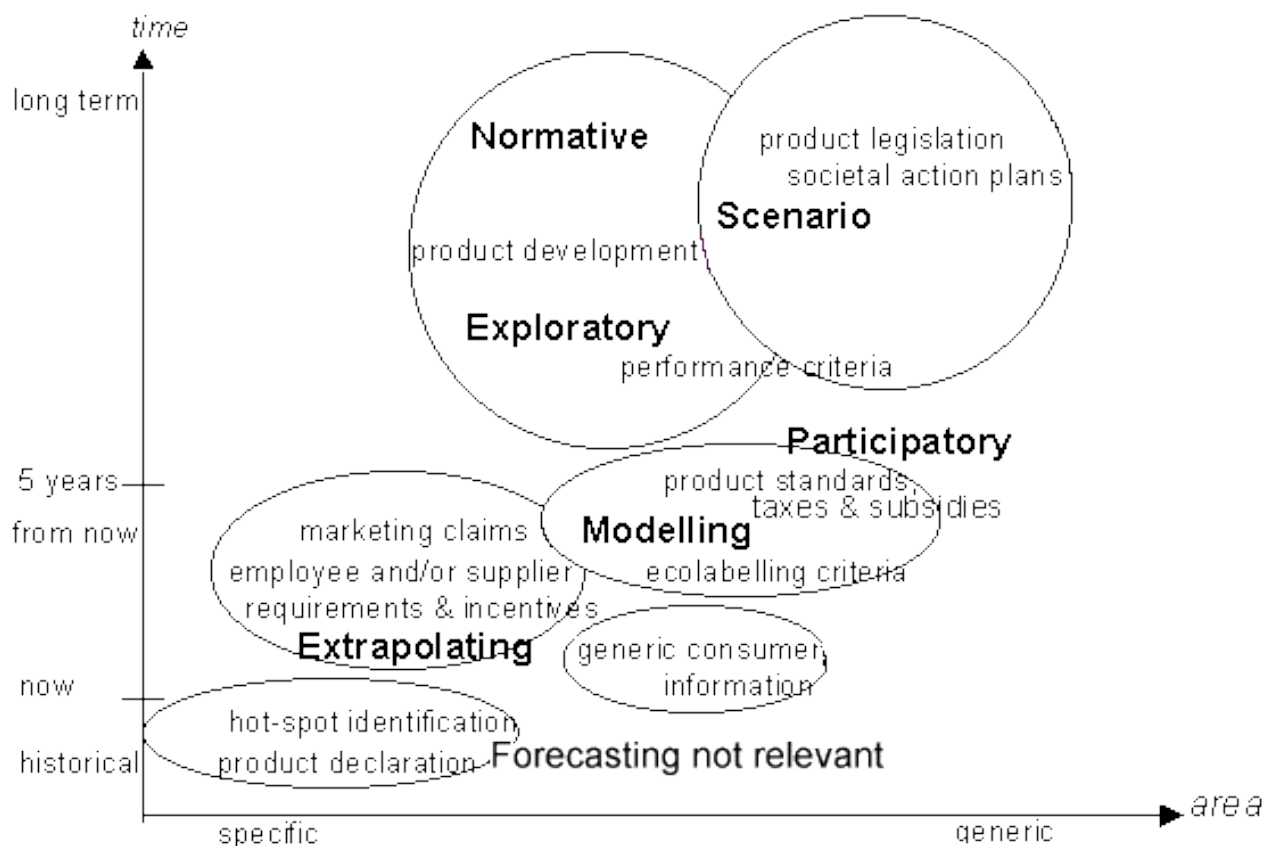 time
long term
Normative
product legislation
societal action plans
Scenario
product development
Exploratory
performance criteria
Participatory
5 years
product standards,
taxes & subsidies
from now
marketing claims
Modelling
employee and/or supplier
ecolabelling criteria
requirements & incentives
Extrapolating
generic consumer
information
now
hot-spot identification
historical
product declaration
Forecasting not relevant
area
specific
generic